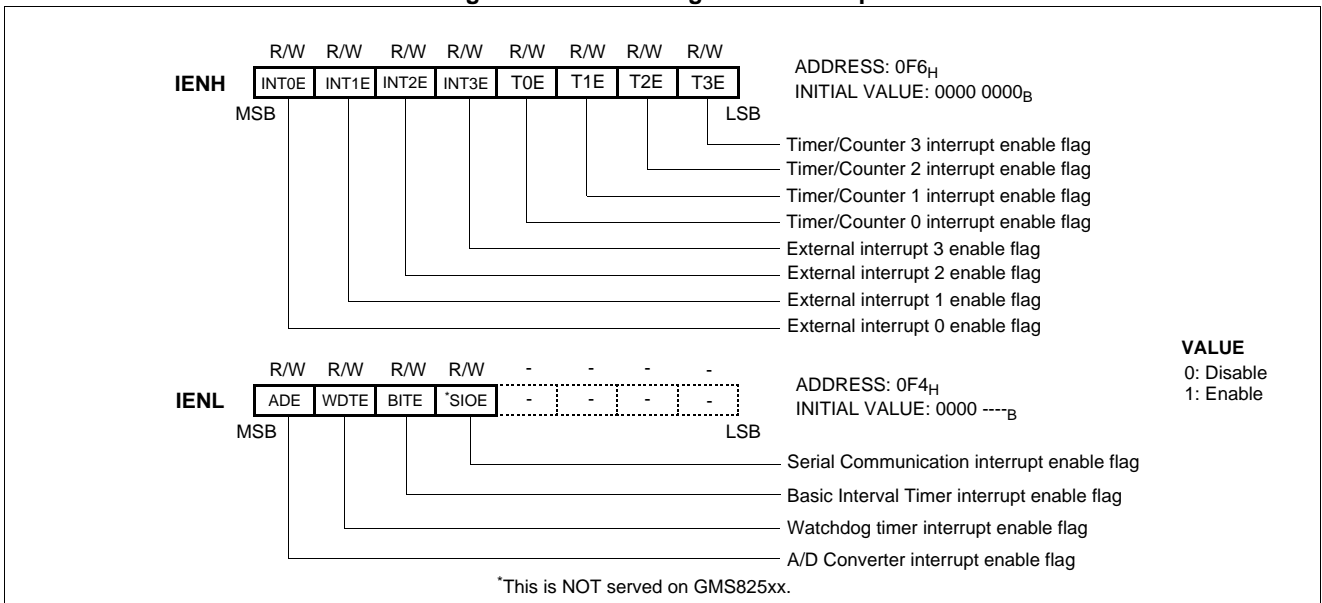 R/W R/W R/W R/W R/W R/W R/W R/W
IENH INT0E INT1E INT2E INT3E T0E T1E T2E T3E
ADDRESS: 0F6H
INITIAL VALUE: 0000 0000B
MSB LSB
Timer/Counter 3 interrupt enable flag
Timer/Counter 2 interrupt enable flag
Timer/Counter 1 interrupt enable flag
Timer/Counter 0 interrupt enable flag
External interrupt 3 enable flag
External interrupt 2 enable flag
External interrupt 1 enable flag
External interrupt 0 enable flag
VALUE
0: Disable
1: Enable
R/W R/W R/W R/W - - - -
IENL ADE WDTE BITE *SIOE - - - -
ADDRESS: 0F4H
INITIAL VALUE: 0000 ----B
MSB LSB
Serial Communication interrupt enable flag
Basic Interval Timer interrupt enable flag
Watchdog timer interrupt enable flag
A/D Converter interrupt enable flag
*This is NOT served on GMS825xx.